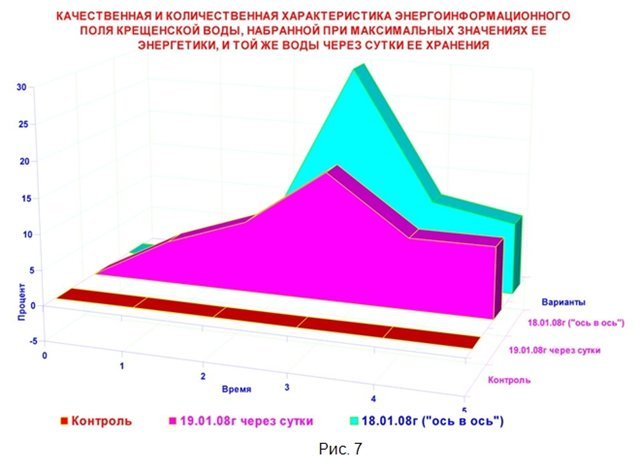 КАЧЕСТВЕННАЯ И КОЛИЧЕСТВЕННАЯ ХАРАКТЕРИСТИКА ЭНЕРГОИНФОРМАЦИОННОГО
ПОЛЯ КРЕЩЕНСКОЙ ВОДЫ, НАБРАННОЙ ПРИ МАКСИМАЛЬНЫХ ЗНАЧЕНИЯХ ЕЕ
ЭНЕРГЕТИКИ, И ТОЙ ЖЕ ВОДЫ ЧЕРЕЗ СУТКИ ЕЕ ХРАНЕНИЯ
30
25
20
15
10
5
0
-5
Процент
0
1
2
3
4
5
Время
Варианты
18.01.08г ("ось в ось")
19.01.08г через сутки
Контроль
Контроль
19.01.08г через сутки
18.01.08г ("ось в ось")
Рис. 7